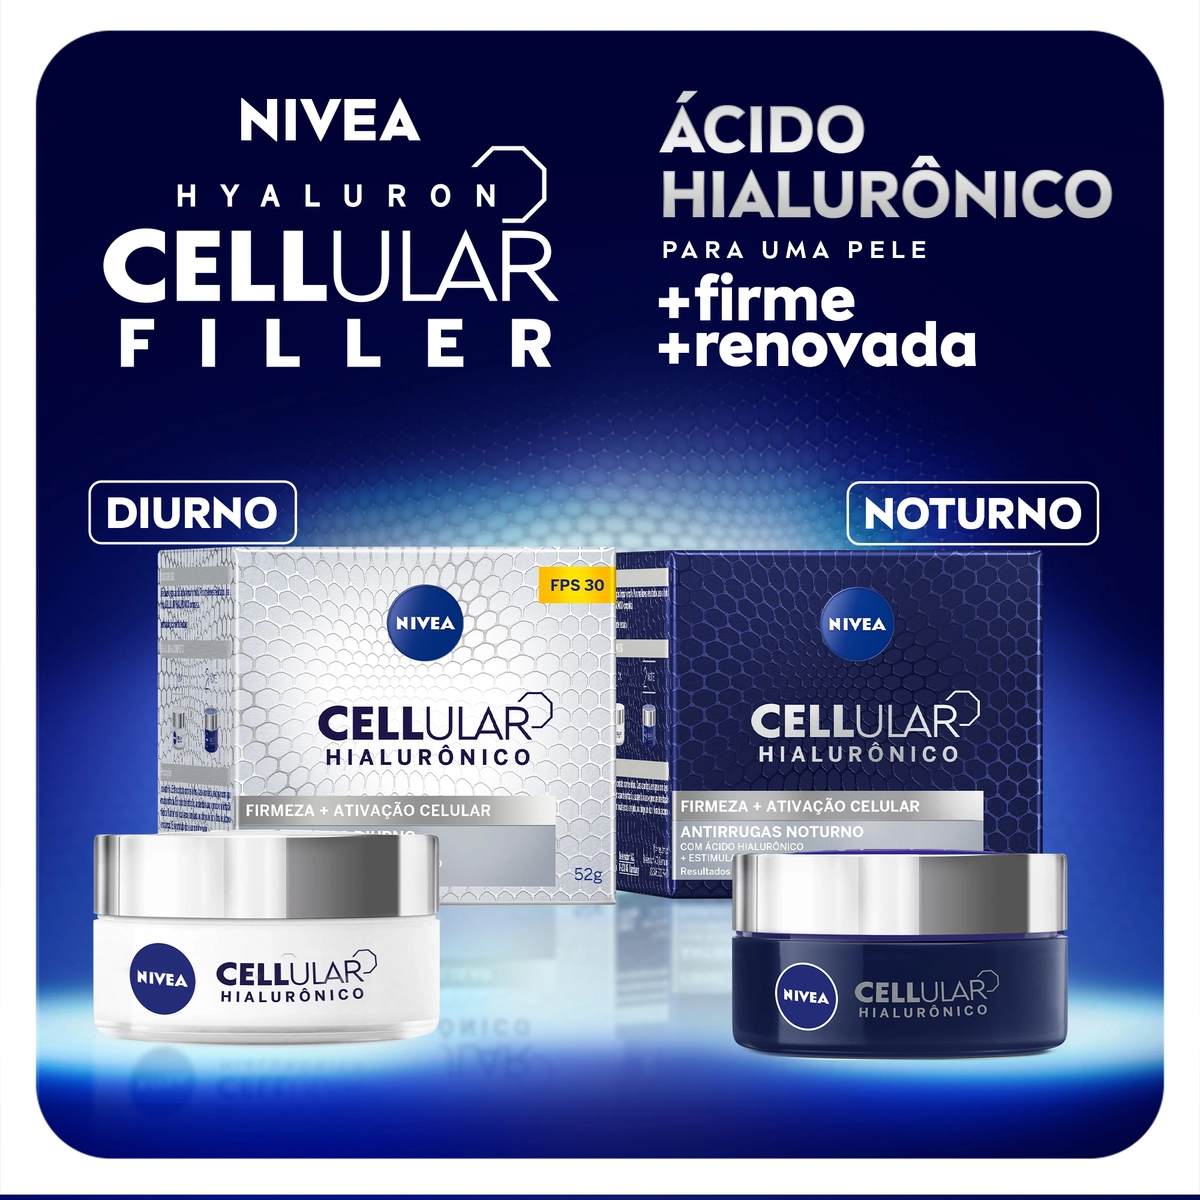 NIVEA
HYALURON
CELLULAR
FILLER
ÁCIDO
HIALURÔNICO
PARA UMA PELE
+firme
+renovada
DIURNO
NOTURNO
FPS 30
NIVEA
CELLULAR
HIALURÔNICO
FIRMEZA + ATIVAÇÃO CELULAR
DIURNO
52g
NIVEA
CELLULAR
HIALURÔNICO
FIRMEZA + ATIVAÇÃO CELULAR
ANTIRRUGAS NOTURNO
COM ÁCIDO HIALURÔNICO
Resultados
NIVEA
CELLULAR
HIALURÔNICO
NIVEA
CELLULAR
HIALURÔNICO